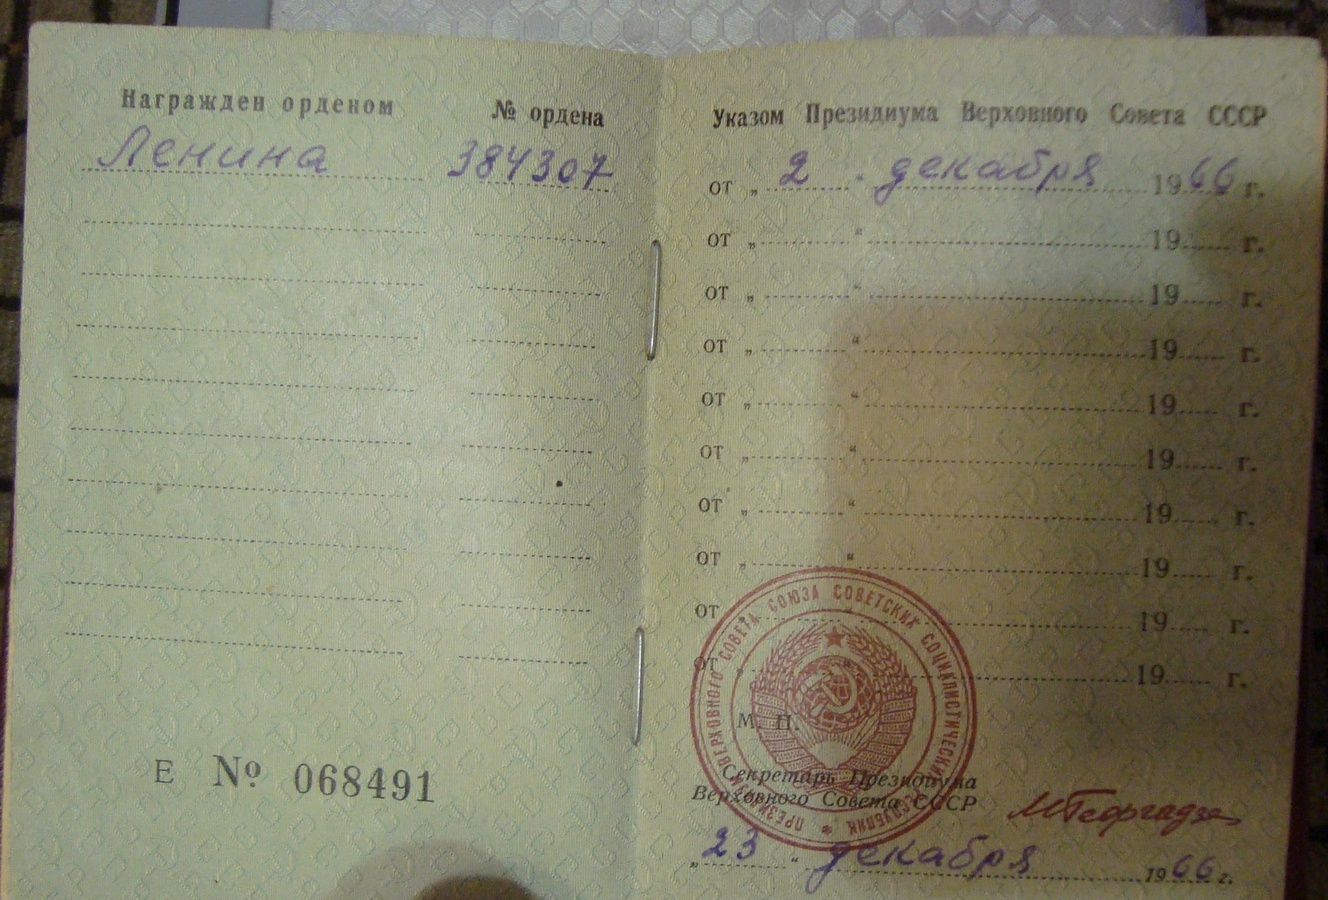 Награжден орденом № ордена
Ленина 384307
Е № 068491
Указом Президиума Верховного Совета СССР
от „ 2 " декабря 1966 г.
от „ " 19 г.
от „ " 19 г.
от „ " 19 г.
от „ " 19 г.
от „ " 19 г.
от „ " 19 г.
от „ " 19 г.
от „ " 19 г.
от „ " 19 г.
М. П.
ПРЕЗИДИУМ ВЕРХОВНОГО СОВЕТА СОЮЗА СОВЕТСКИХ СОЦИАЛИСТИЧЕСКИХ РЕСПУБЛИК
Секретарь Президиума
Верховного Совета СССР МГеоргадзе
„ 23 " декабря 1966 г.